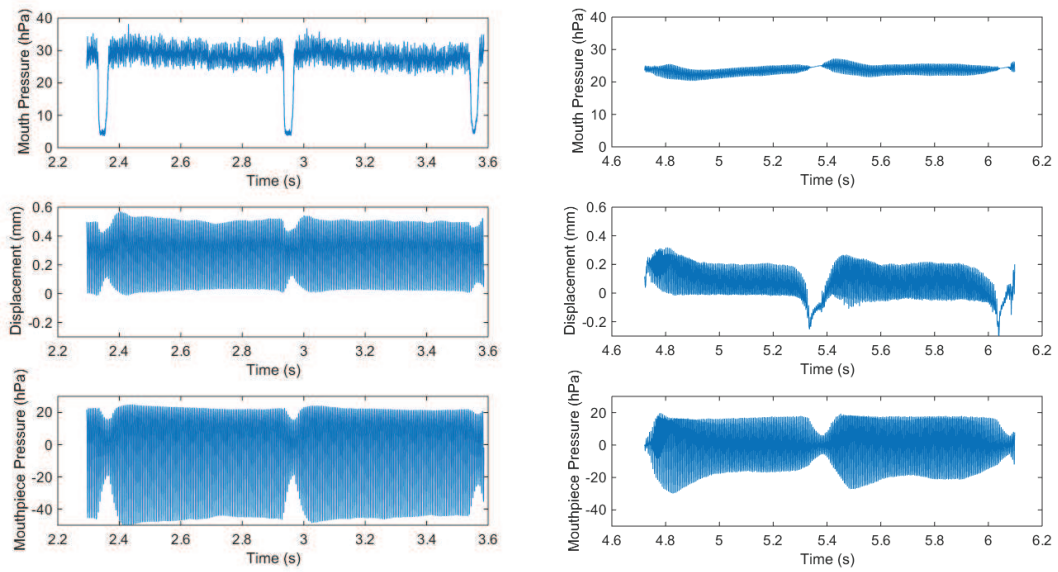 Mouth Pressure (hPa)
40
30
20
10
0
2.2 2.4 2.6 2.8 3 3.2 3.4 3.6
Time (s)
Displacement (mm)
0.6
0.4
0.2
0
-0.2
2.2 2.4 2.6 2.8 3 3.2 3.4 3.6
Time (s)
Mouthpiece Pressure (hPa)
20
0
-20
-40
2.2 2.4 2.6 2.8 3 3.2 3.4 3.6
Time (s)
Mouth Pressure (hPa)
40
30
20
10
0
4.6 4.8 5 5.2 5.4 5.6 5.8 6 6.2
Time (s)
Displacement (mm)
0.6
0.4
0.2
0
-0.2
4.6 4.8 5 5.2 5.4 5.6 5.8 6 6.2
Time (s)
Mouthpiece Pressure (hPa)
20
0
-20
-40
4.6 4.8 5 5.2 5.4 5.6 5.8 6 6.2
Time (s)